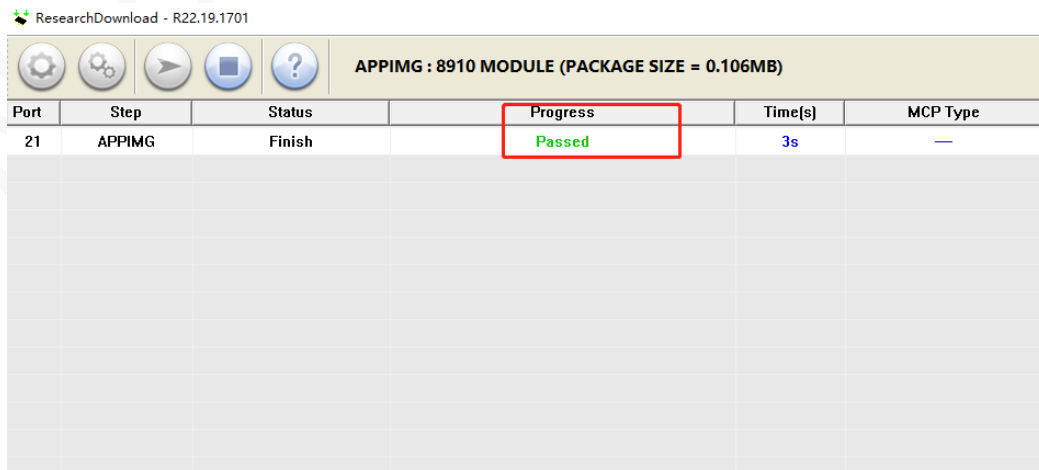 ResearchDownload - R22.19.1701
APPIMG : 8910 MODULE (PACKAGE SIZE = 0.106MB)
Port Step Status Progress Time(s) MCP Type
21 APPIMG Finish Passed 3s —